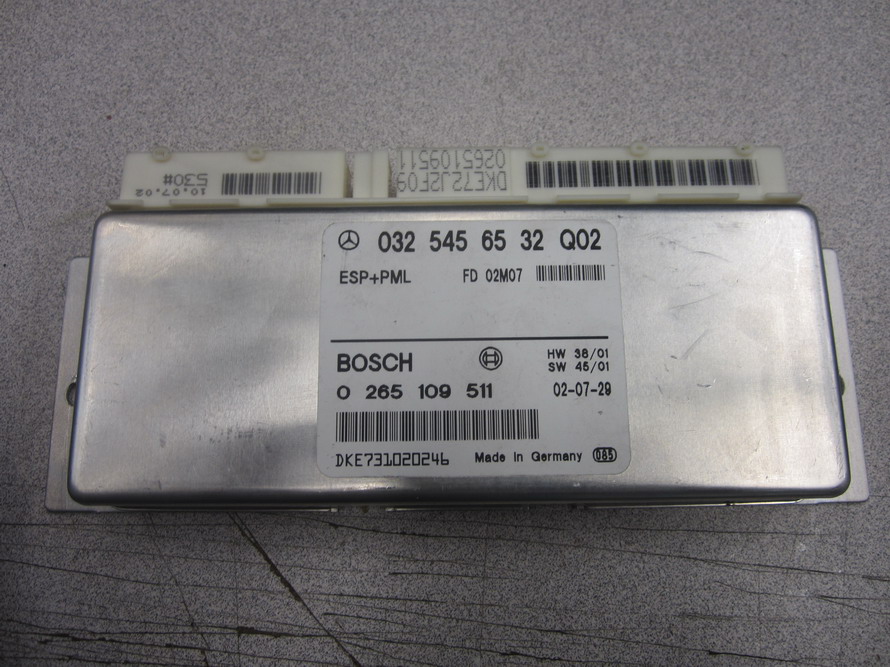 10.07.02
530#
DKE72J2F09
0265109511
032 545 65 32 Q02
ESP+PML FD 02M07
BOSCH HW 38/01
SW 45/01
0 265 109 511 02-07-29
DKE731020246 Made in Germany 085